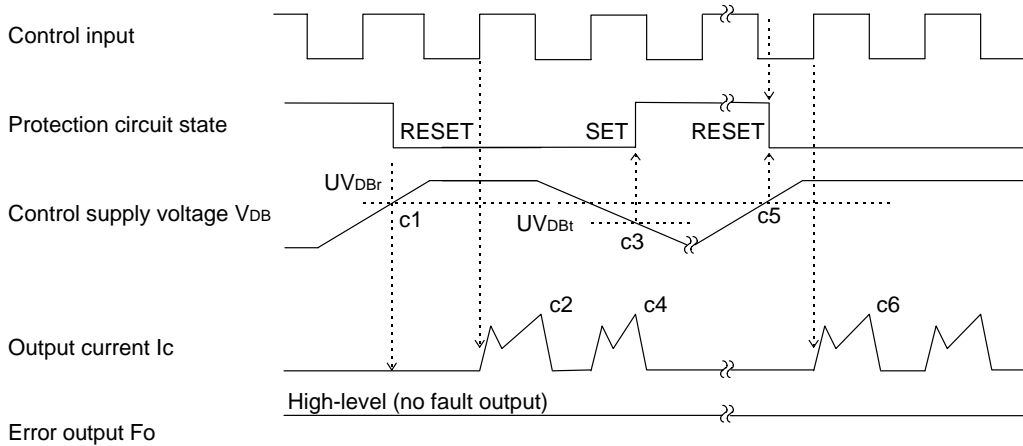 Control input
Protection circuit state
RESET
SET
RESET
UVDBr
Control supply voltage VDB
c1
UVDBt
c3
c5
c2
c4
c6
Output current Ic
High-level (no fault output)
Error output Fo